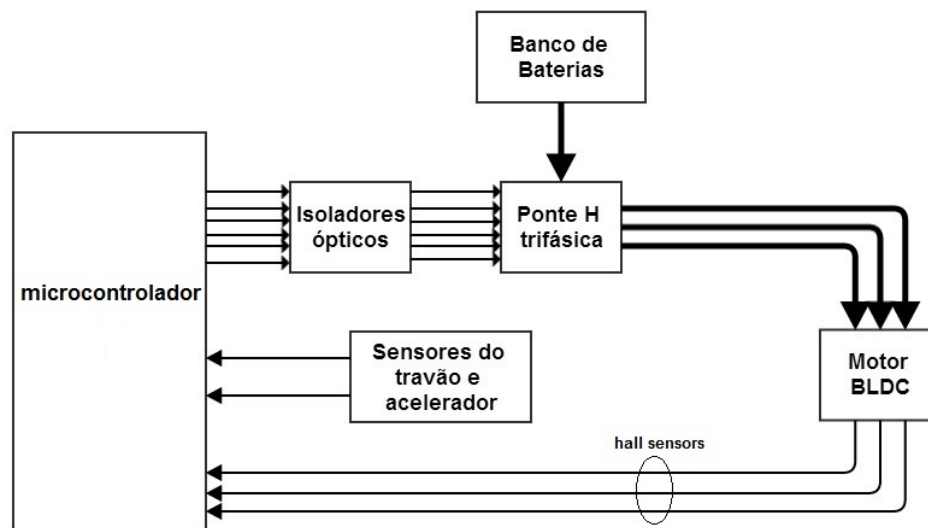 Banco de
Baterias
Isoladores
ópticos
Ponte H
trifásica
microcontrolador
Sensores do
travão e
acelerador
Motor
BLDC
hall sensors